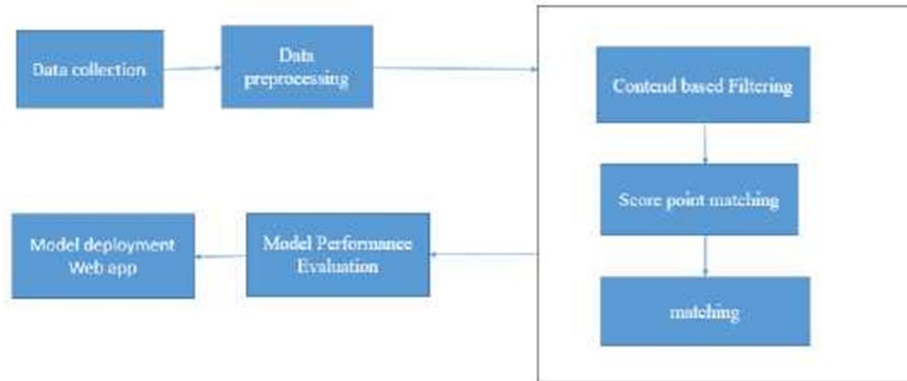 Data collection
Data
preprocessing
Contend based Filtering
Score point matching
matching
Model Performance
Evaluation
Model deployment
Web app